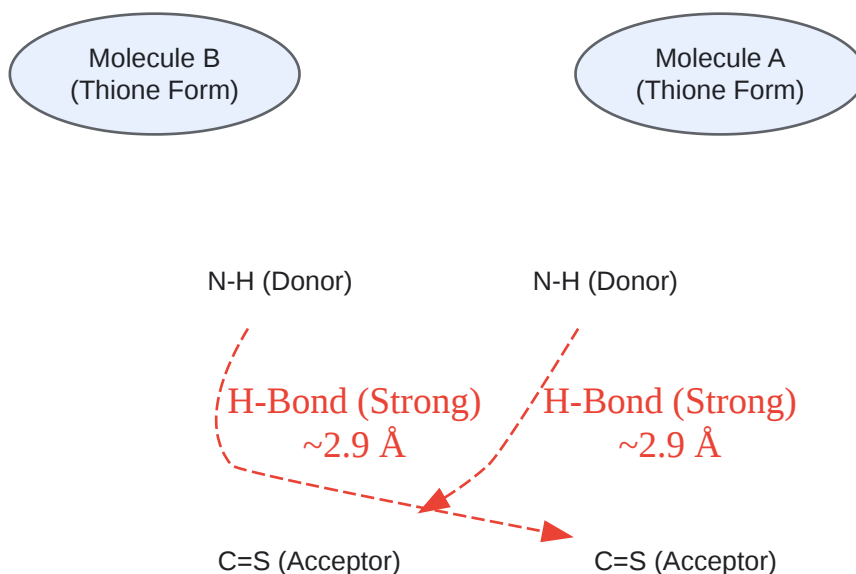 Molecule B
(Thione Form)
Molecule A
(Thione Form)
N-H (Donor)
N-H (Donor)
H-Bond (Strong)
~2.9 Å
H-Bond (Strong)
~2.9 Å
C=S (Acceptor)
C=S (Acceptor)